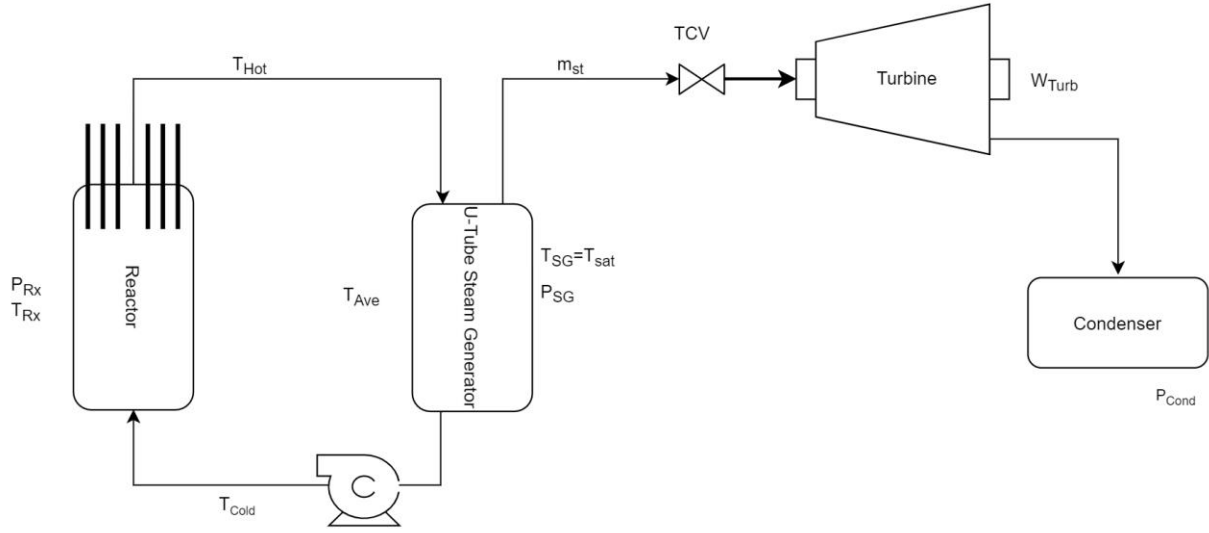 THot
mst
TCV
Turbine
WTurb
Reactor
PRx
TRx
U-Tube Steam Generator
TAve
TSG=Tsat
PSG
Condenser
PCond
TCold